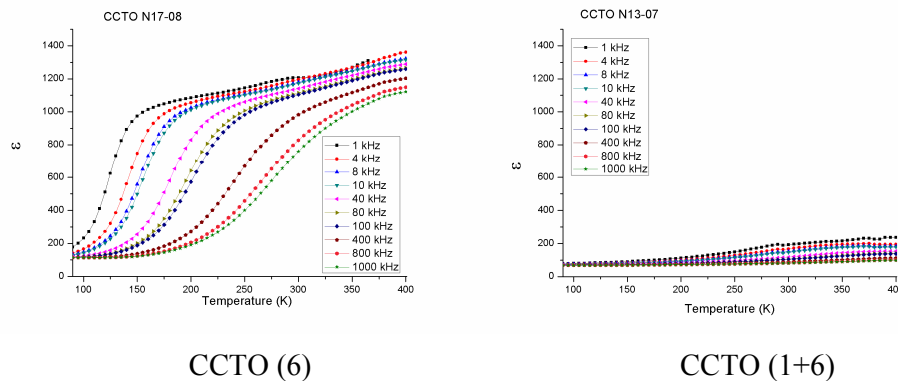 CCTO N17-08
1400
1200
1000
800
600
400
200
0
ε
100 150 200 250 300 350 400
Temperature (K)
1 kHz
4 kHz
8 kHz
10 kHz
40 kHz
80 kHz
100 kHz
400 kHz
800 kHz
1000 kHz
CCTO (6)
CCTO N13-07
1400
1200
1000
800
600
400
200
0
ε
100 150 200 250 300 350 400
Temperature (K)
1 kHz
4 kHz
8 kHz
10 kHz
40 kHz
80 kHz
100 kHz
400 kHz
800 kHz
1000 kHz
CCTO (1+6)